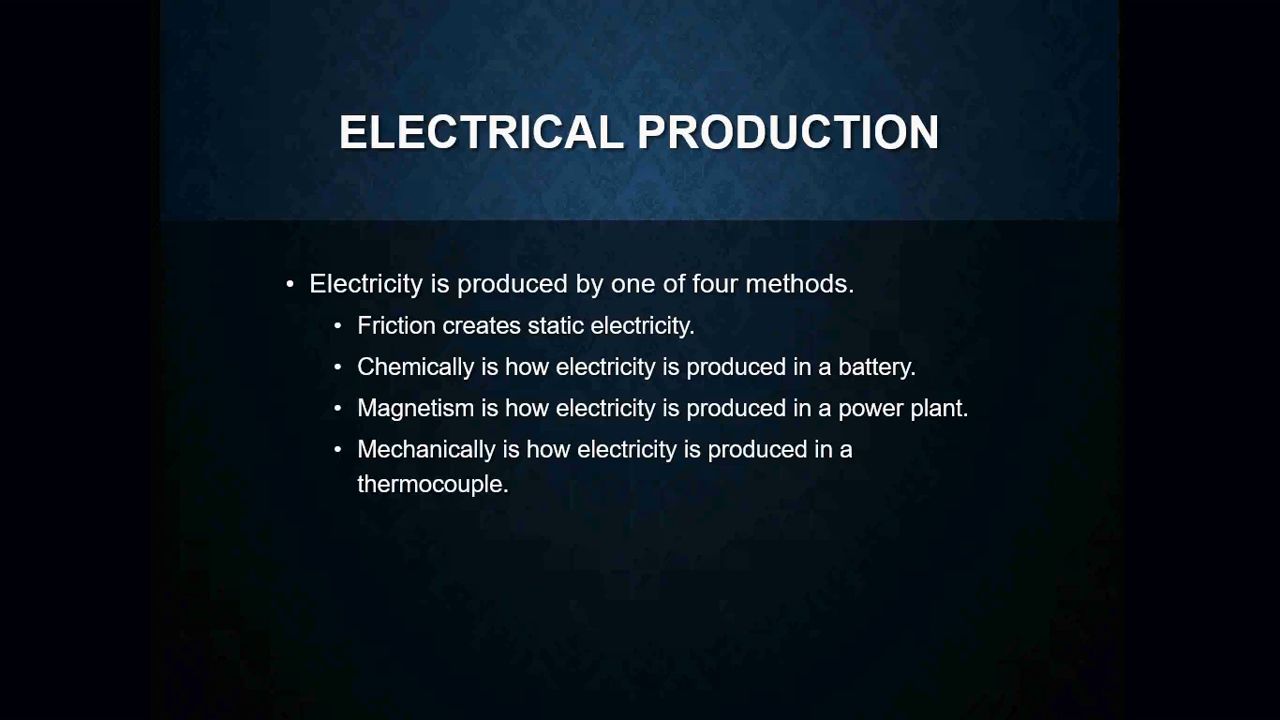 ELECTRICAL PRODUCTION
• Electricity is produced by one of four methods.
• Friction creates static electricity.
• Chemically is how electricity is produced in a battery.
• Magnetism is how electricity is produced in a power plant.
• Mechanically is how electricity is produced in a
thermocouple.